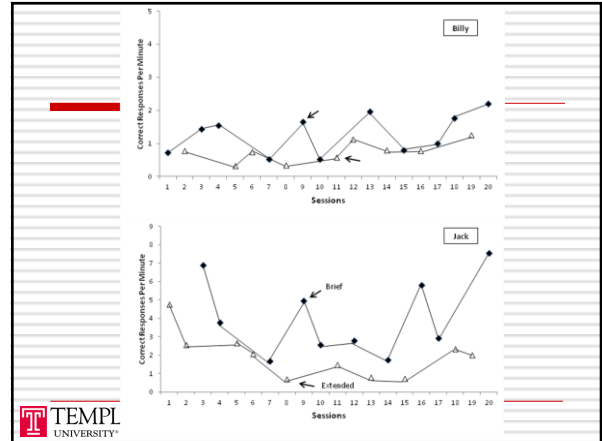 5
Billy
4
3
2
1
0
Correct Responses Per Minute
1 2 3 4 5 6 7 8 9 10 11 12 13 14 15 16 17 18 19 20
Sessions
9
Jack
8
7
6
5
4
3
2
1
0
Correct Responses Per Minute
Brief
Extended
1 2 3 4 5 6 7 8 9 10 11 12 13 14 15 16 17 18 19 20
Sessions
TEMPL
UNIVERSITY®